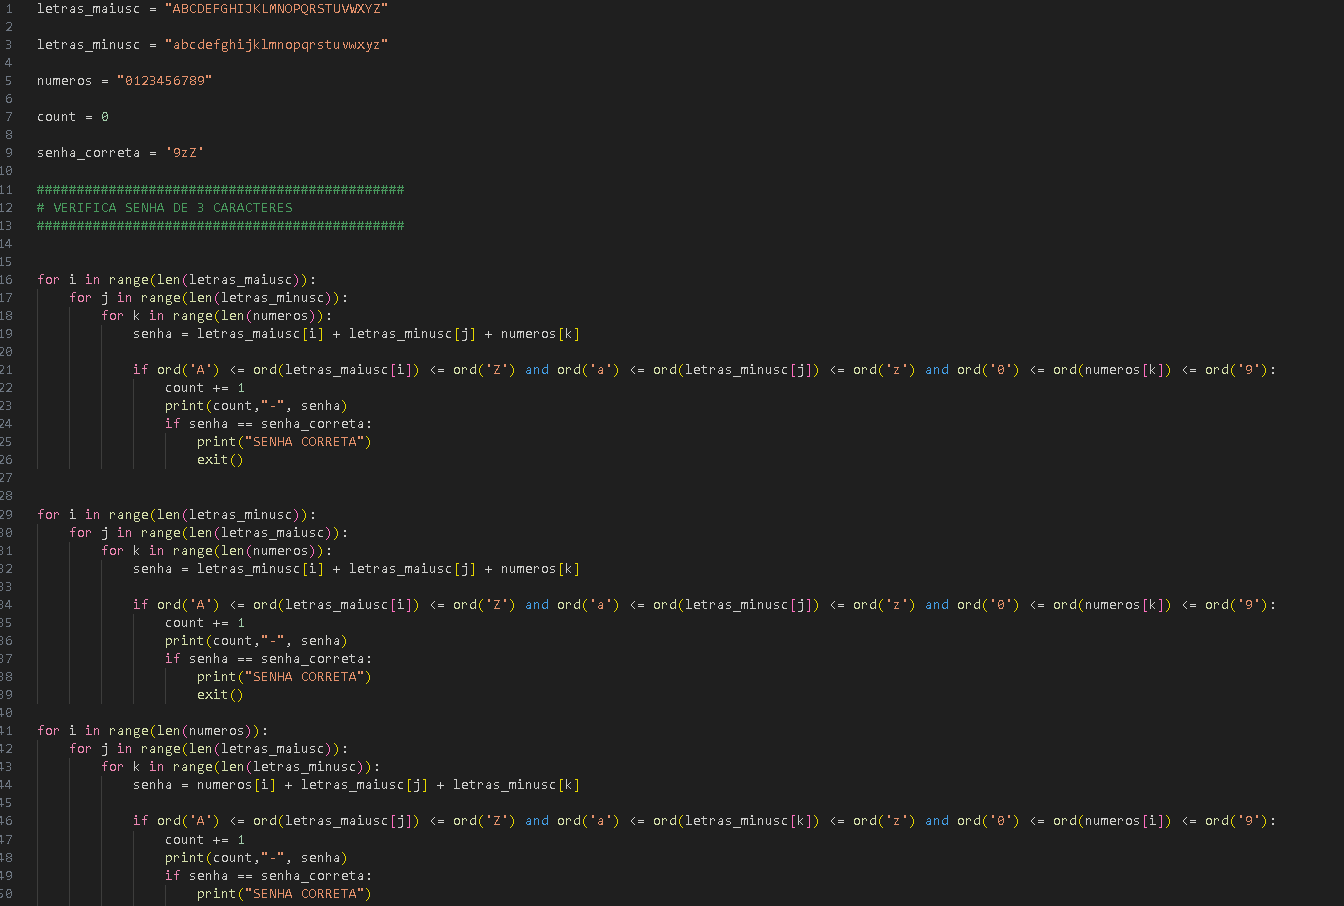 1 letras_maiusc = "ABCDEFGHIJKLMNOPQRSTUVWXYZ"
2
3 letras_minusc = "abcdefghijklmnopqrstuvwxyz"
4
5 numeros = "0123456789"
6
7 count = 0
8
9 senha_correta = '9zZ'
10
11 ##############################################
12 # VERIFICA SENHA DE 3 CARACTERES
13 ##############################################
14
15
16 for i in range(len(letras_maiusc)):
17     for j in range(len(letras_minusc)):
18         for k in range(len(numeros)):
19             senha = letras_maiusc[i] + letras_minusc[j] + numeros[k]
20
21             if ord('A') <= ord(letras_maiusc[i]) <= ord('Z') and ord('a') <= ord(letras_minusc[j]) <= ord('z') and ord('0') <= ord(numeros[k]) <= ord('9'):
22                 count += 1
23                 print(count,"-", senha)
24                 if senha == senha_correta:
25                     print("SENHA CORRETA")
26                     exit()
27
28
29 for i in range(len(letras_minusc)):
30     for j in range(len(letras_maiusc)):
31         for k in range(len(numeros)):
32             senha = letras_minusc[i] + letras_maiusc[j] + numeros[k]
33
34             if ord('A') <= ord(letras_maiusc[i]) <= ord('Z') and ord('a') <= ord(letras_minusc[j]) <= ord('z') and ord('0') <= ord(numeros[k]) <= ord('9'):
35                 count += 1
36                 print(count,"-", senha)
37                 if senha == senha_correta:
38                     print("SENHA CORRETA")
39                     exit()
40
41 for i in range(len(numeros)):
42     for j in range(len(letras_maiusc)):
43         for k in range(len(letras_minusc)):
44             senha = numeros[i] + letras_maiusc[j] + letras_minusc[k]
45
46             if ord('A') <= ord(letras_maiusc[j]) <= ord('Z') and ord('a') <= ord(letras_minusc[k]) <= ord('z') and ord('0') <= ord(numeros[i]) <= ord('9'):
47                 count += 1
48                 print(count,"-", senha)
49                 if senha == senha_correta:
50                     print("SENHA CORRETA")